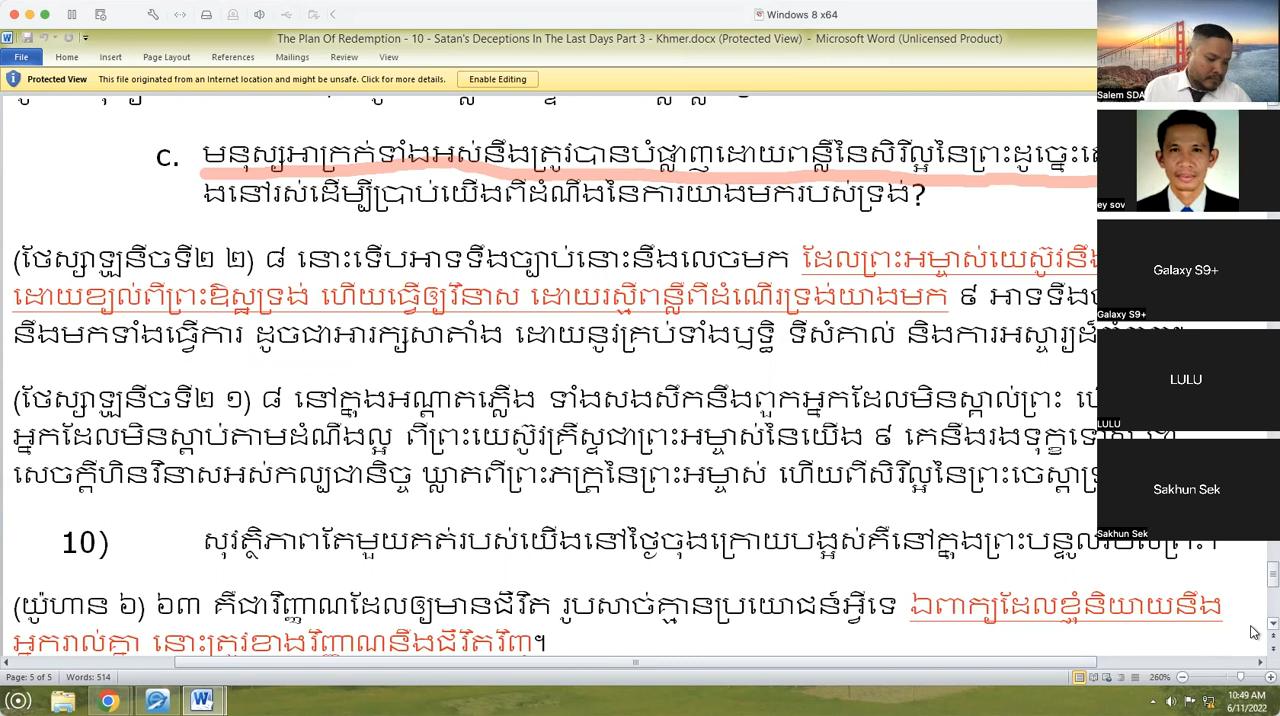 Windows 8 x64
The Plan Of Redemption - 10 - Satan's Deceptions In The Last Days Part 3 - Khmer.docx (Protected View) - Microsoft Word (Unlicensed Product)
File Home Insert Page Layout References Mailings Review View
Protected View This file originated from an Internet location and might be unsafe. Click for more details. Enable Editing
c. មនុស្សអាក្រក់ទាំងអស់នឹងត្រូវបានបំផ្លាញដោយពន្លឺនៃសិរីល្អនៃព្រះដូច្នេះ
ងនៅរស់ដើម្បីប្រាប់យើងពីដំណឹងនៃការយាងមករបស់ទ្រង់?
(ថែស្សាឡូនិចទី២ ២) ៨ នោះទើបអាទទឹងច្បាប់នោះនឹងលេចមក ដែលព្រះអម្ចាស់យេស៊ូវនឹ
ដោយខ្យល់ពីព្រះឱស្ឋទ្រង់ ហើយធ្វើឲ្យវិនាស ដោយរស្មីពន្លឺពីដំណើរទ្រង់យាងមក ៩ អាទទឹង
នឹងមកទាំងធ្វើការ ដូចជាអារក្សសាតាំង ដោយនូវគ្រប់ទាំងឫទ្ធិ ទីសំគាល់ និងការអស្ចារ្យ
(ថែស្សាឡូនិចទី២ ១) ៨ នៅក្នុងអណ្តាតភ្លើង ទាំងសងសឹកនឹងពួកអ្នកដែលមិនស្គាល់ព្រះ
អ្នកដែលមិនស្តាប់តាមដំណឹងល្អ ពីព្រះយេស៊ូវគ្រីស្ទជាព្រះអម្ចាស់នៃយើង ៩ គេនឹងរងទុក្ខទោស
សេចក្តីហិនវិនាសអស់កល្បជានិច្ច ឃ្លាតពីព្រះភក្ត្រនៃព្រះអម្ចាស់ ហើយពីសិរីល្អនៃព្រះចេស្តា
10) សុវត្ថិភាពតែមួយគត់របស់យើងនៅថ្ងៃចុងក្រោយបង្អស់គឺនៅក្នុងព្រះបន្ទូលរបស់ព្រះ។
(យ៉ូហាន ៦) ៦៣ គឺជាវិញ្ញាណដែលឲ្យមានជីវិត រូបសាច់គ្មានប្រយោជន៍អ្វីទេ ឯពាក្យដែលខ្ញុំនិយាយនឹង
អ្នករាល់គ្នា នោះត្រូវខាងវិញ្ញាណនឹងជីវិតវិញ។
Page: 5 of 5 Words: 514 260%
10:49 AM
6/11/2022
Salem SDA
ey sov
Galaxy S9+
Galaxy S9+
LULU
LULU
Sakhun Sek
Sakhun Sek